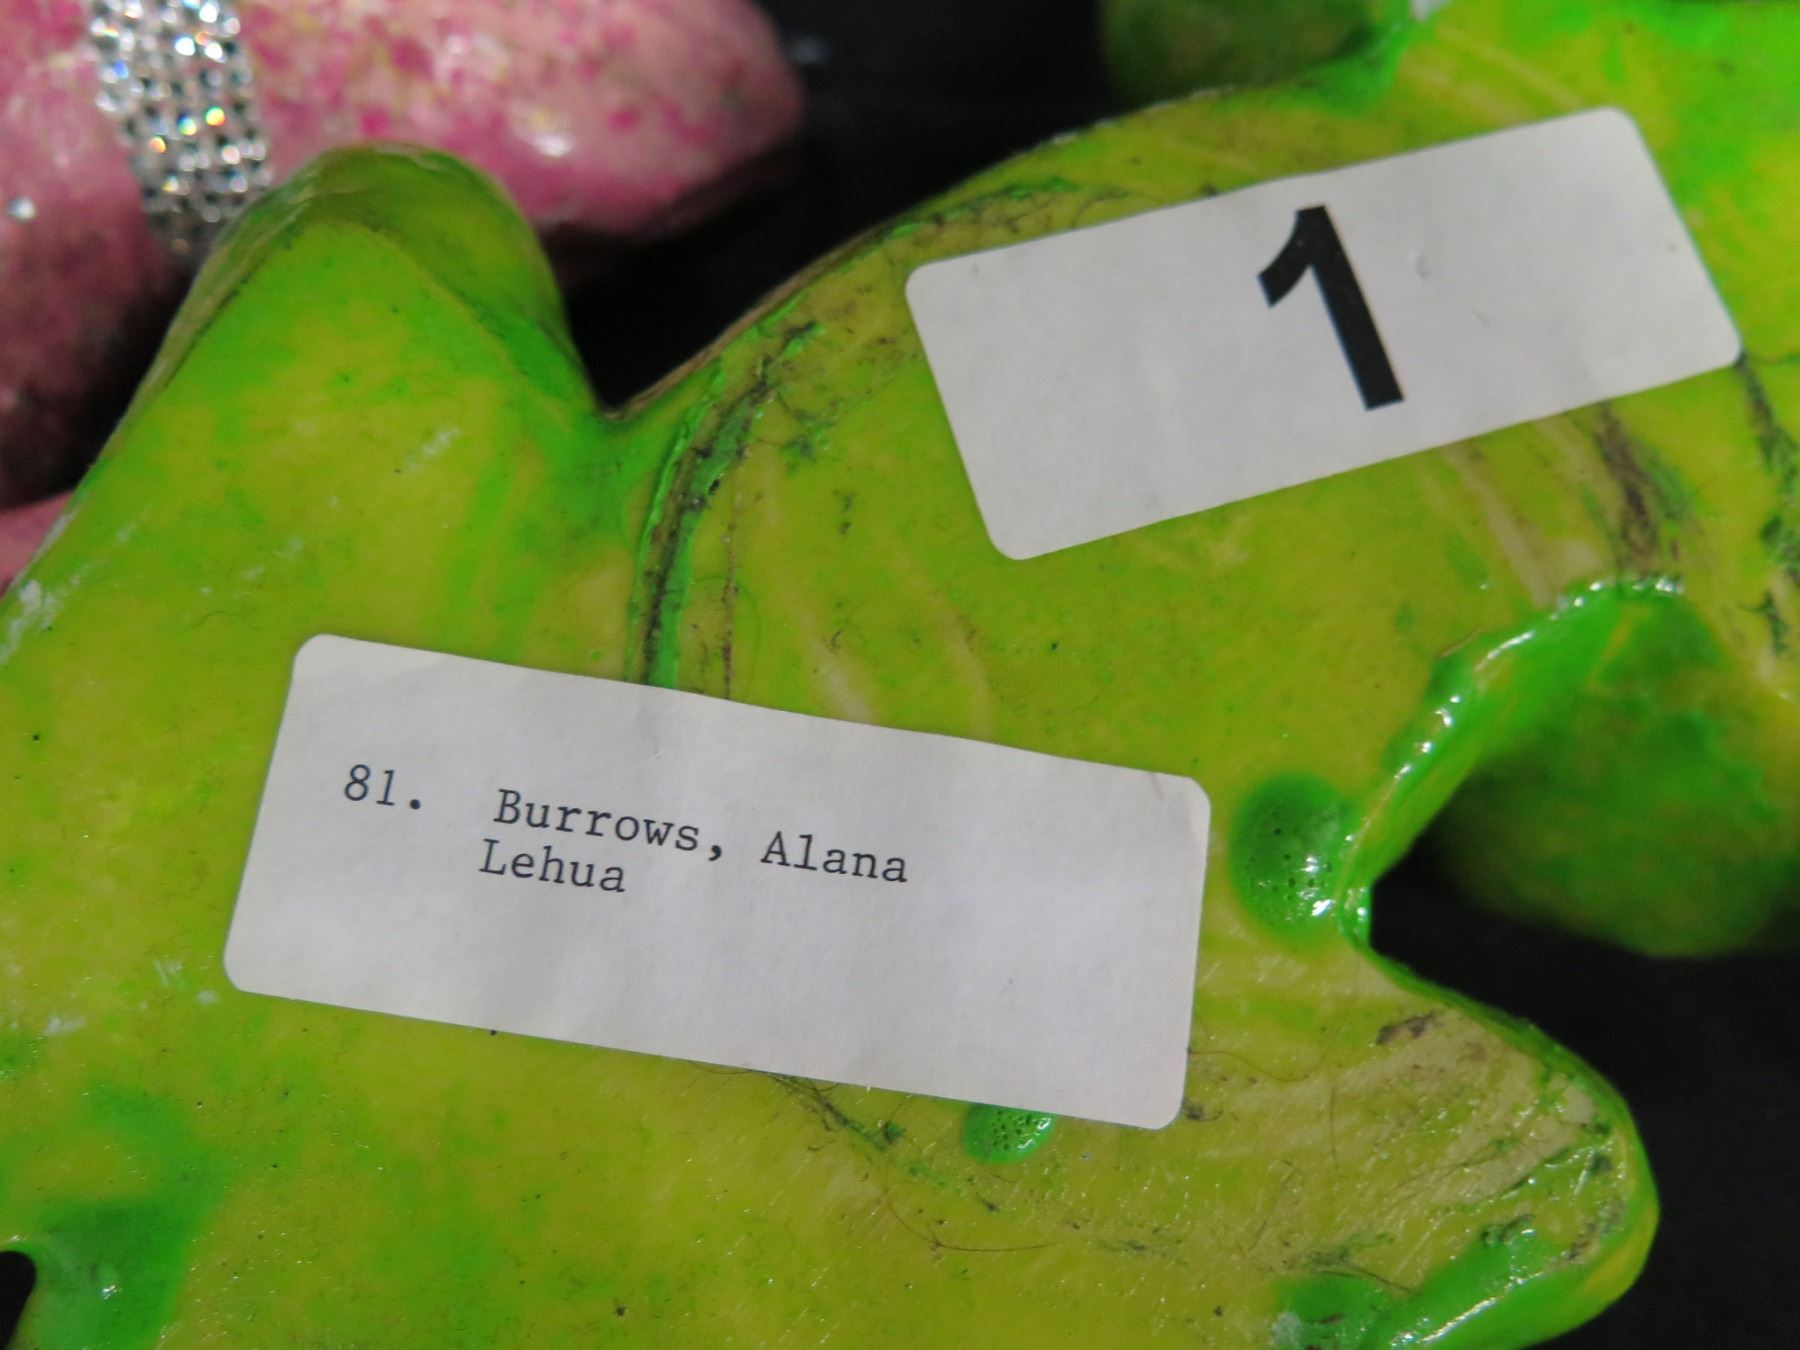 1
81. Burrows, Alana
Lehua